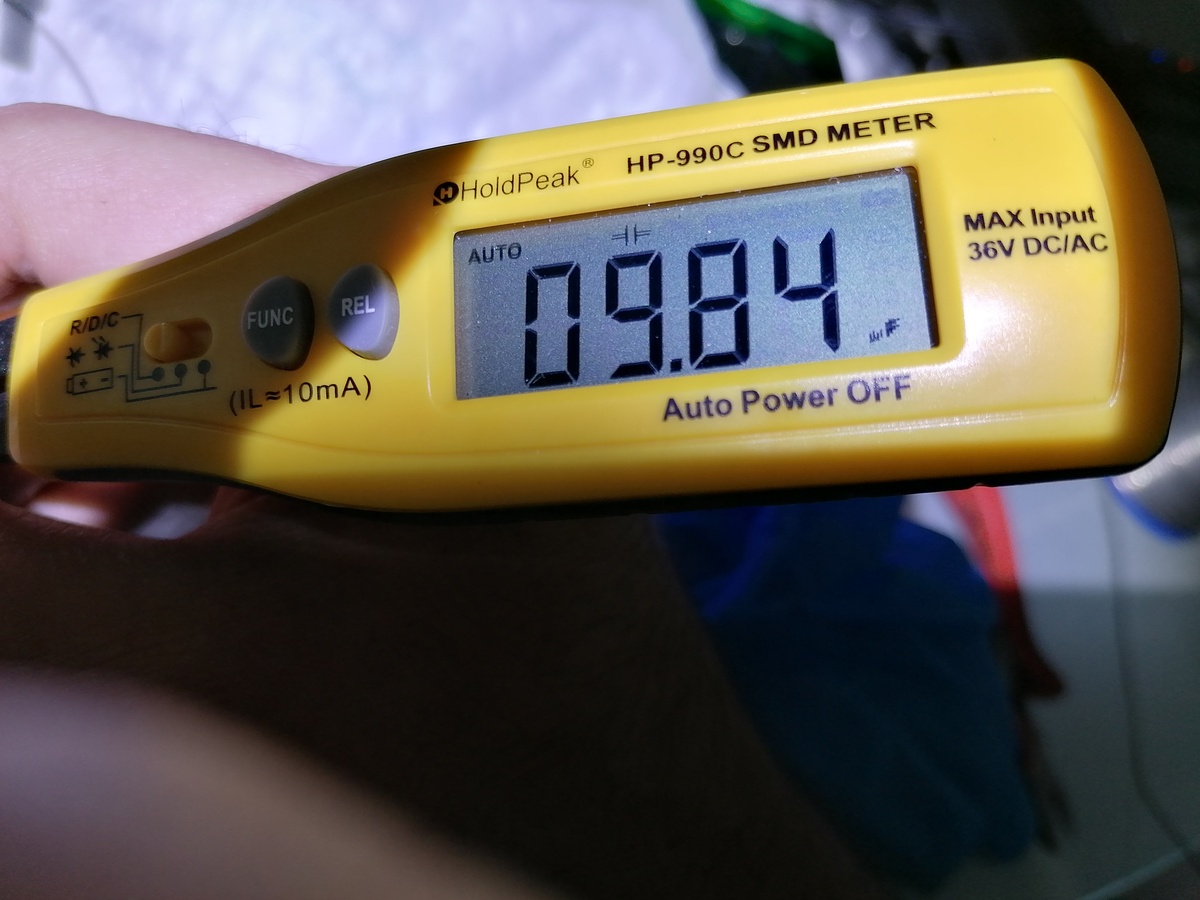 HoldPeak®
HP-990C SMD METER
AUTO
09.84
µF
MAX Input
36V DC/AC
R/D/C
FUNC
REL
(IL≈10mA)
Auto Power OFF